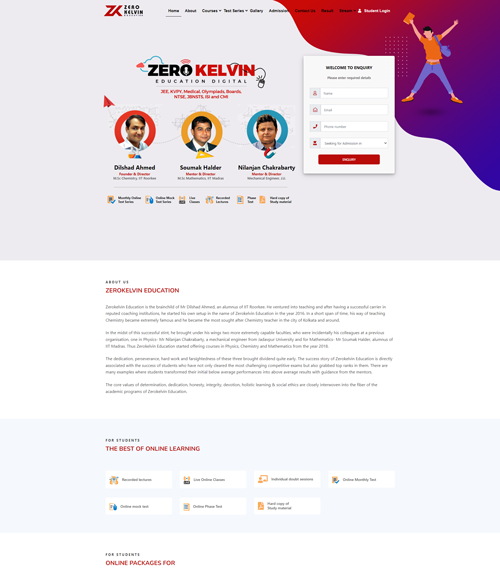 ZK ZERO KELVIN EDUCATION
Home About Courses Test Series Gallery Admission Contact Us Result Rewards Student Login
ZERO KELVIN
EDUCATION DIGITAL
JEE, KVPY, Medical, Olympiads, Boards,
NTSE, JBNSTS, ISI and CMI
WELCOME TO ENQUIRY
Please enter required details
Name
Email
Phone number
Seeking for Admission in
ENQUIRY
Dilshad Ahmed
Founder & Director
M.Sc Chemistry, IIT Roorkee
Soumak Halder
Mentor & Director
M.Sc Mathematics, IIT Madras
Nilanjan Chakrabarty
Mentor & Director
Mechanical Engineer, J.U
Monthly Online Test Series
Online Mock Test Series
Live Classes
Recorded Lectures
Phase Test
Hard copy of Study material
ABOUT US
ZEROKELVIN EDUCATION
ZeroKelvin Education is the brainchild of Mr Dilshad Ahmed, an alumnus of IIT Roorkee. He ventured into teaching and after having a successful carrier in
reputed coaching institutions, he started his own setup in the name of Zerokelvin Education in the year 2016. In a short span of time, his way of teaching
Chemistry became extremely famous and he became the most sought after Chemistry teacher in the city of Kolkata and around.
In the midst of this successful stint, he brought under his wings two more extremely capable faculties, who were incidentally his colleagues at a previous
organisation, one in Physics- Mr Nilanjan Chakrabarty, a mechanical engineer from Jadavpur University and for Mathematics- Mr Soumak Halder, alumnus of
IIT Madras. Thus Zerokelvin Education started offering courses in Physics, Chemistry and Mathematics from the year 2018.
The dedication, perseverance, hard work and farsightedness of these three brought dividend quite early. The success story of Zerokelvin Education is directly
associated with the success of students who have not only cleared the most challenging competitive exams but also grabbed top ranks in them. There are
many examples where students transformed their initial below average performances into above average results with guidance from the mentors.
The core values of determination, dedication, honesty, integrity, devotion, holistic learning & social ethics are closely interwoven into the fiber of the
academic programs of Zerokelvin Education.
FOR STUDENTS
THE BEST OF ONLINE LEARNING
Recorded lectures
Live Online Classes
Individual doubt sessions
Online Monthly Test
Online mock test
Online Phase Test
Hard copy of
Study material
FOR STUDENTS
ONLINE PACKAGES FOR